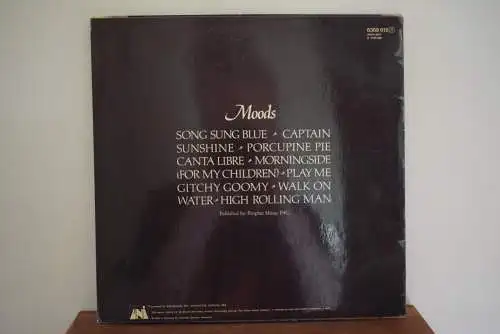 Moods
SONG SUNG BLUE • CAPTAIN
SUNSHINE • PORCUPINE PIE
CANTA LIBRE • MORNINGSIDE
(FOR MY CHILDREN) • PLAY ME
GITCHY GOOMY • WALK ON
WATER • HIGH ROLLING MAN
Published by: Prophet Music, Inc.
UNI